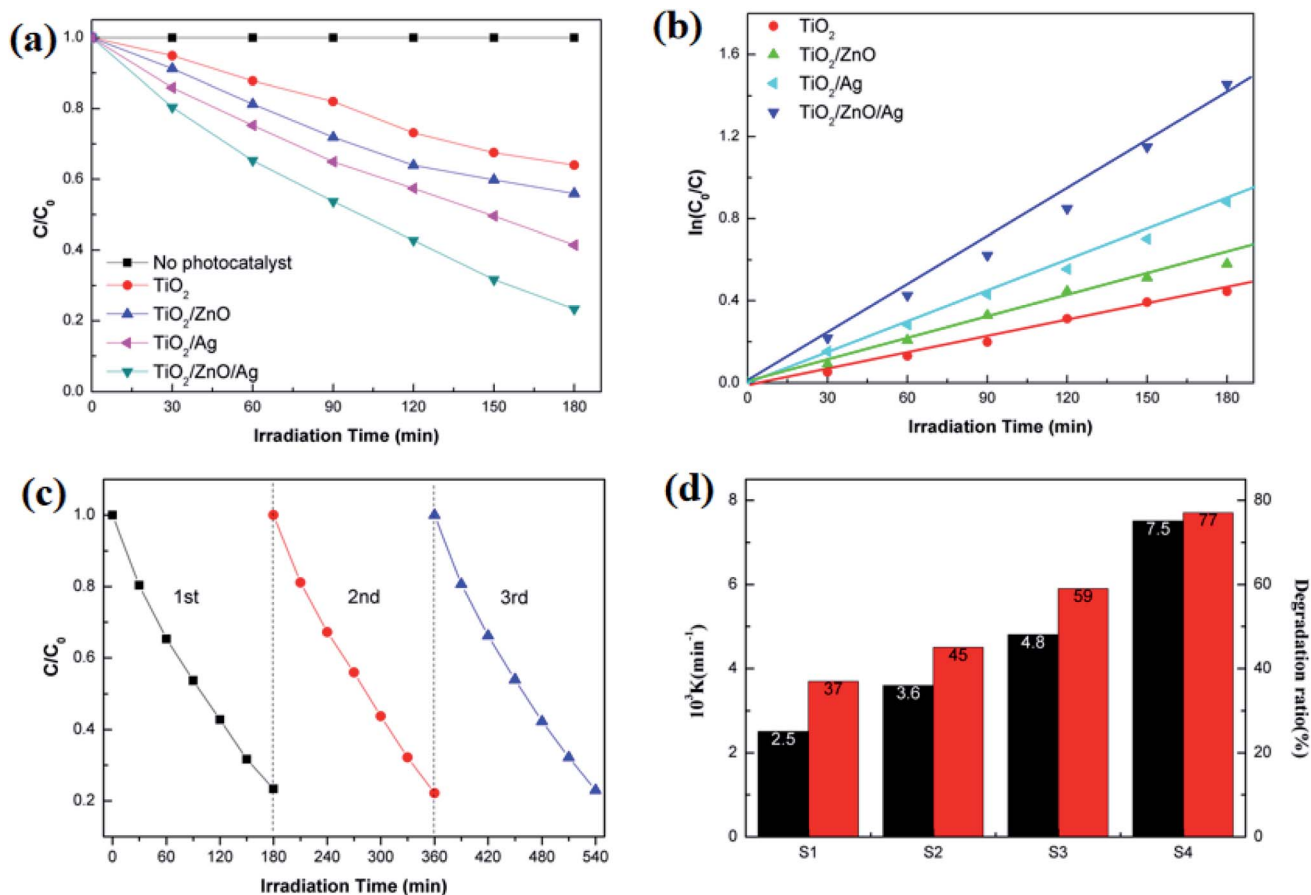 (a)
1.0
0.8
0.6
0.4
0.2
0.0
C/C₀
No photocatalyst
TiO₂
TiO₂/ZnO
TiO₂/Ag
TiO₂/ZnO/Ag
0 30 60 90 120 150 180
Irradiation Time (min)
(b)
TiO₂
TiO₂/ZnO
TiO₂/Ag
TiO₂/ZnO/Ag
1.6
1.2
0.8
0.4
0.0
ln(C₀/C)
0 30 60 90 120 150 180
Irradiation Time (min)
(c)
1.0
0.8
0.6
0.4
0.2
C/C₀
1st 2nd 3rd
0 60 120 180 240 300 360 420 480 540
Irradiation Time (min)
(d)
8
6
4
2
0
10³K(min⁻¹)
2.5 37 3.6 45 4.8 59 7.5 77
80
60
40
20
0
Degradation ratio(%)
S1 S2 S3 S4